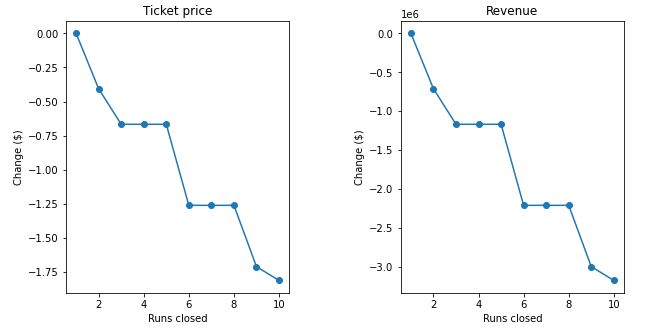 Ticket price
Change ($)
0.00
−0.25
−0.50
−0.75
−1.00
−1.25
−1.50
−1.75
2 4 6 8 10
Runs closed
Revenue
1e6
Change ($)
0.0
−0.5
−1.0
−1.5
−2.0
−2.5
−3.0
2 4 6 8 10
Runs closed